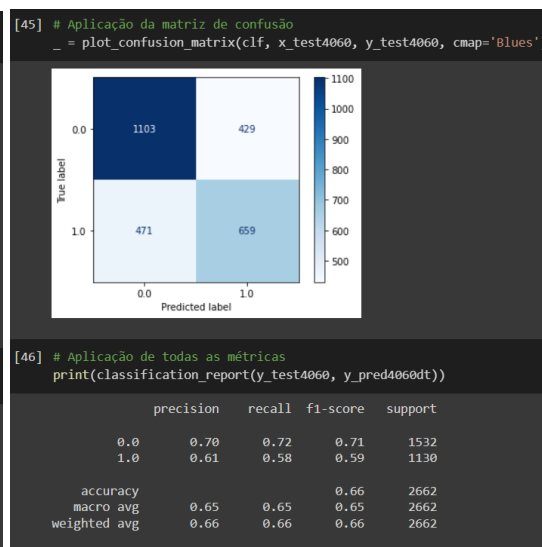 [45] # Aplicação da matriz de confusão
_ = plot_confusion_matrix(clf, x_test4060, y_test4060, cmap='Blues'
1100
1000
900
800
700
600
500
0.0
1103 429
True label
1.0
471 659
0.0 1.0
Predicted label
[46] # Aplicação de todas as métricas
print(classification_report(y_test4060, y_pred4060dt))
precision recall f1-score support
0.0 0.70 0.72 0.71 1532
1.0 0.61 0.58 0.59 1130
accuracy 0.66 2662
macro avg 0.65 0.65 0.65 2662
weighted avg 0.66 0.66 0.66 2662